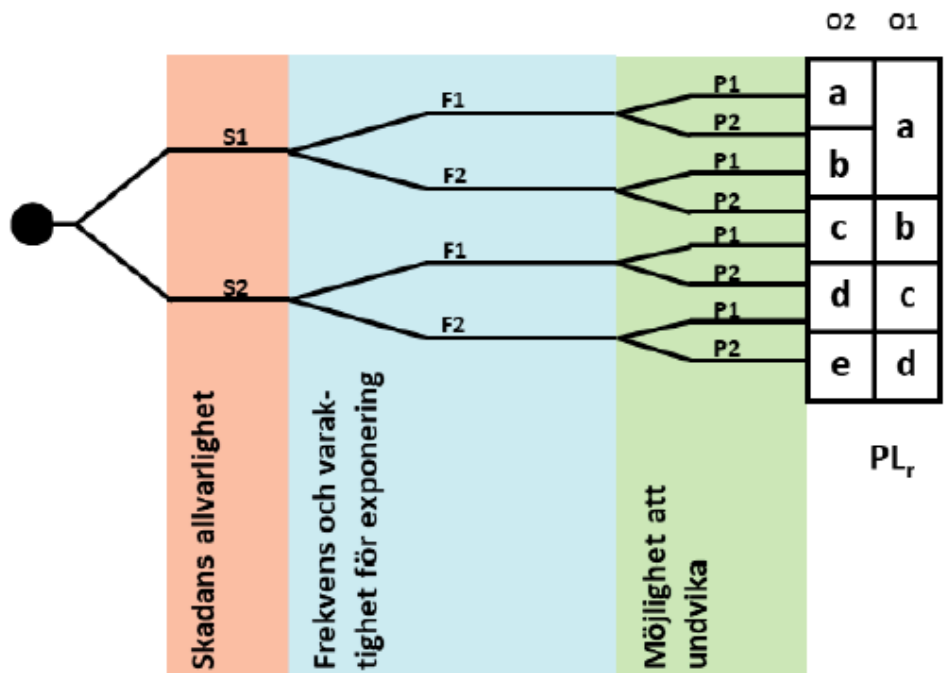 O2 O1
P1
a
F1
P2
a
S1
P1
b
F2
P2
c b
P1
F1
P2
d c
S2
P1
F2
P2
e d
PLr
Skadans allvarlighet
Frekvens och varak-
tighet för exponering
Möjlighet att
undvika